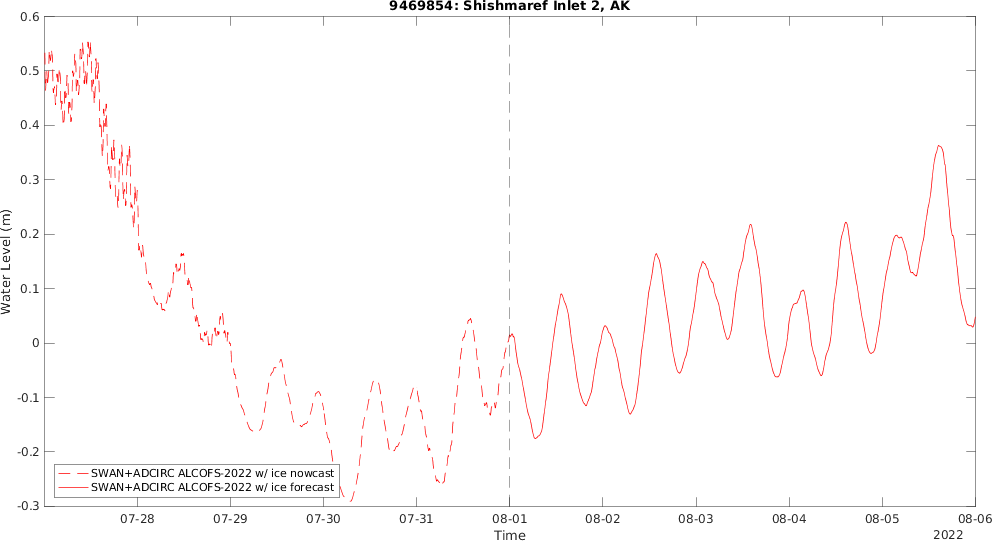 9469854: Shishmaref Inlet 2, AK
0.6
0.5
0.4
0.3
0.2
0.1
0
-0.1
-0.2
-0.3
Water Level (m)
SWAN+ADCIRC ALCOFS-2022 w/ ice nowcast
SWAN+ADCIRC ALCOFS-2022 w/ ice forecast
07-28 07-29 07-30 07-31 08-01 08-02 08-03 08-04 08-05 08-06
Time
2022